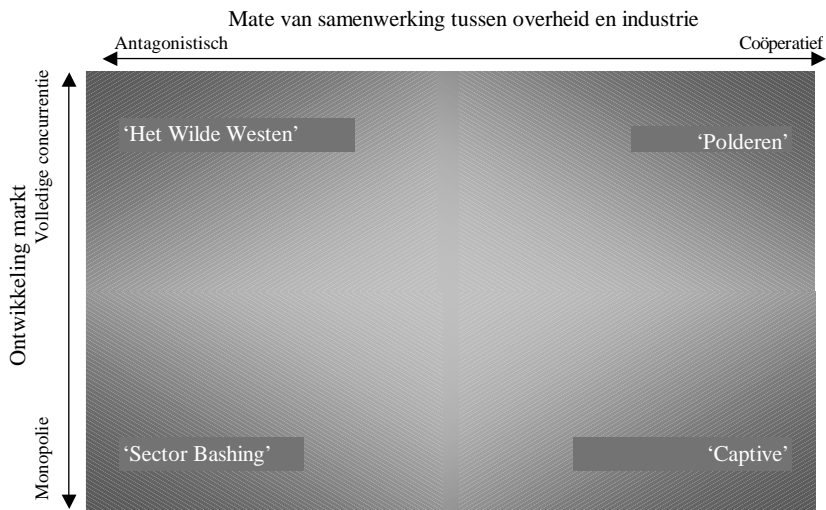 Mate van samenwerking tussen overheid en industrie
Antagonistisch
Coöperatief
Ontwikkeling markt
Volledige concurrentie
Monopolie
‘Het Wilde Westen’
‘Polderen’
‘Sector Bashing’
‘Captive’